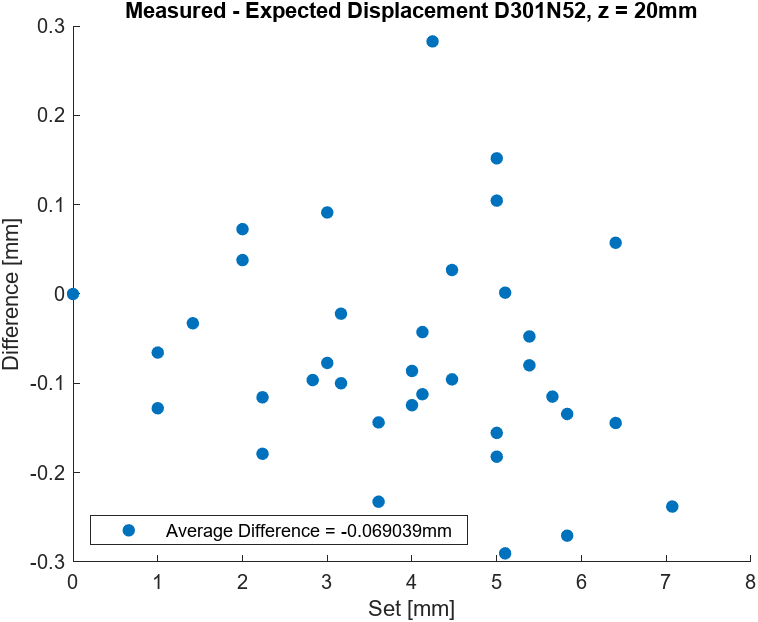 Measured - Expected Displacement D301N52, z = 20mm
0.3
0.2
0.1
0
-0.1
-0.2
-0.3
Difference [mm]
Average Difference = -0.069039mm
0 1 2 3 4 5 6 7 8
Set [mm]